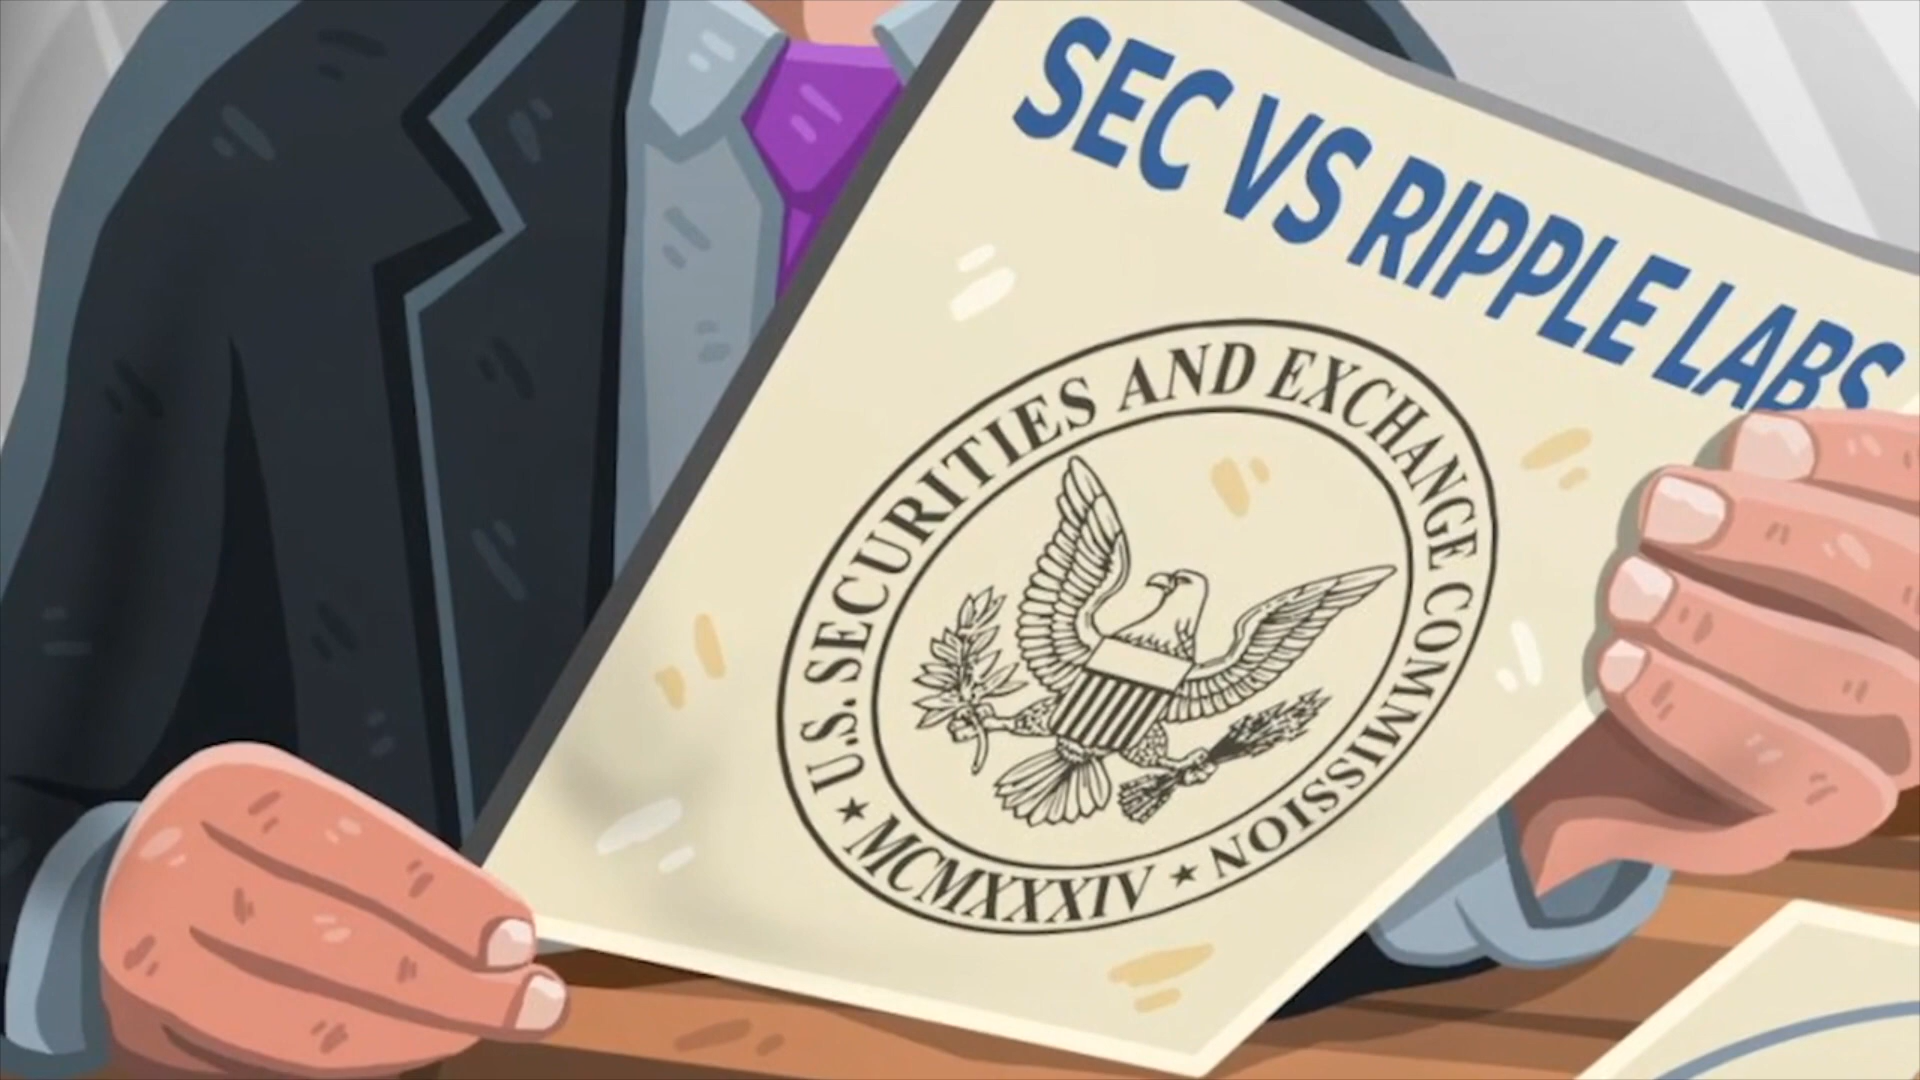 SEC VS RIPPLE LABS
U.S. SECURITIES AND EXCHANGE COMMISSION
★ MCMXXXIV ★